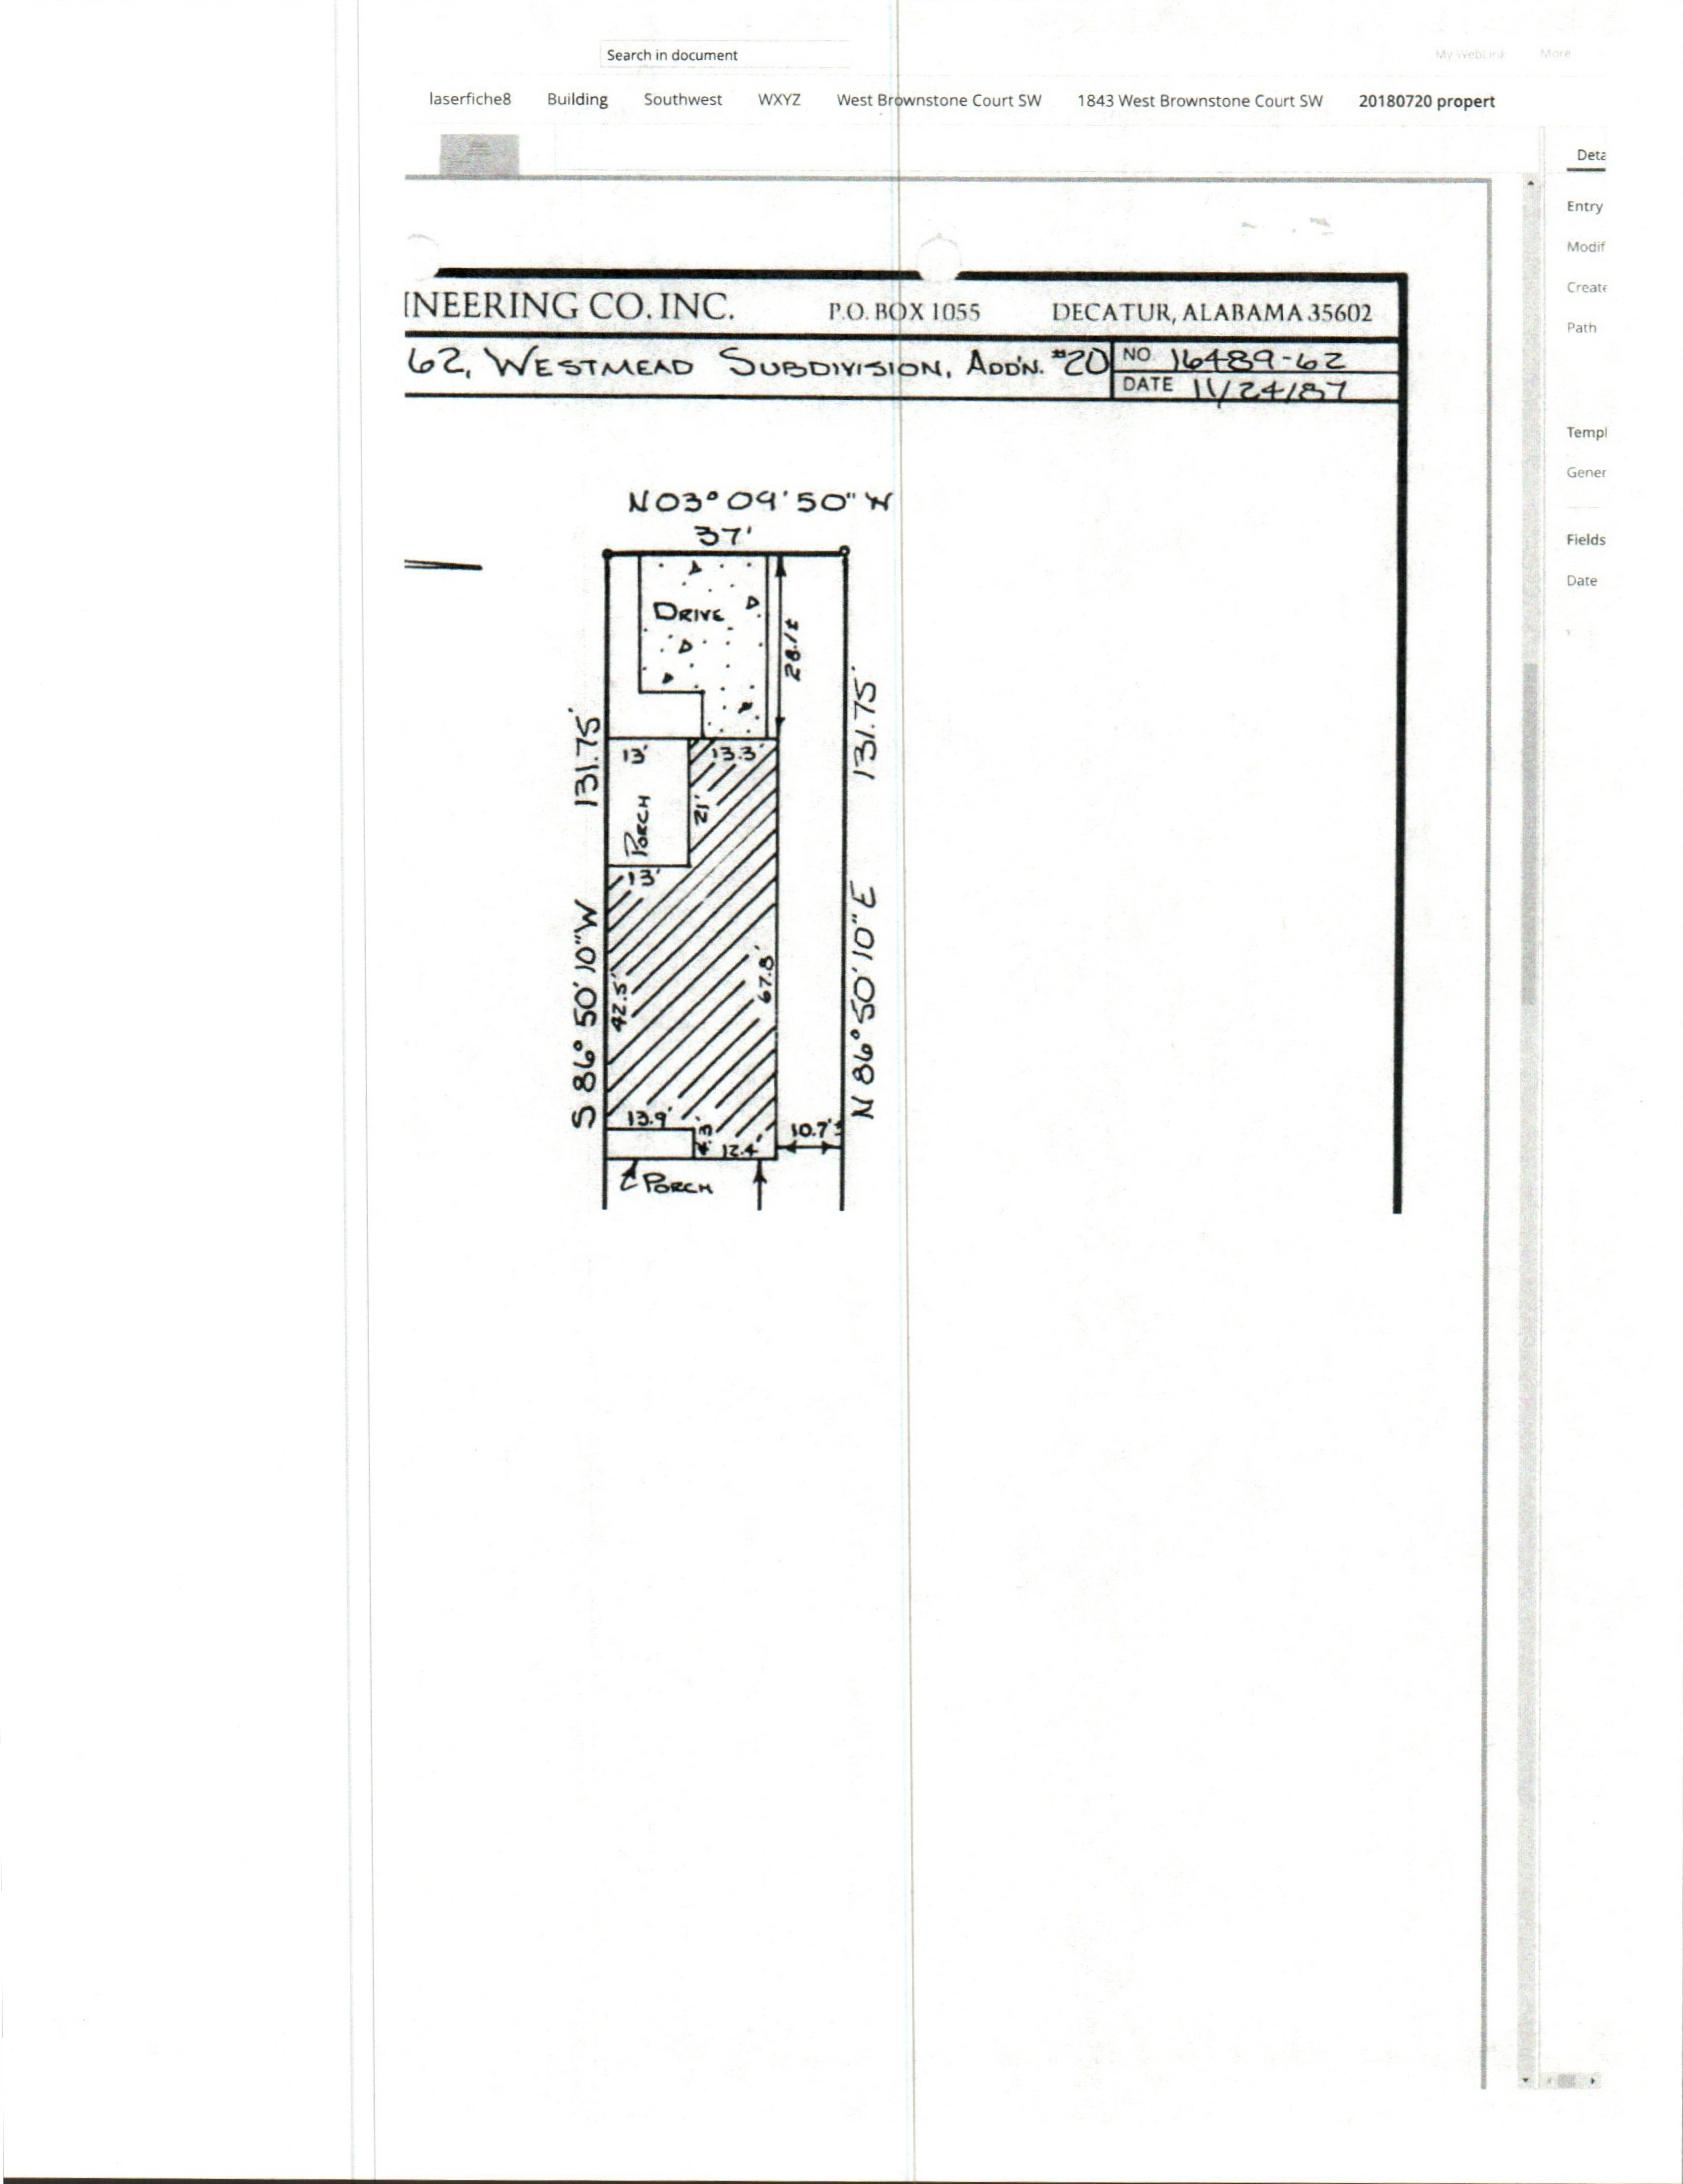 Search in document
My WebLink More
laserfiche8 Building Southwest WXYZ West Brownstone Court SW 1843 West Brownstone Court SW 20180720 propert
Deta
Entry
Modif
Create
Path
Templ
Gener
Fields
Date
INEERING CO. INC. P.O. BOX 1055 DECATUR, ALABAMA 35602
62, WESTMEAD SUBDIVISION, ADD'N. #20
NO. 16489-62
DATE 11/24/87
N03° 09' 50" W
37'
DRIVE
28.1±
131.75'
131.75'
13'
13.3'
PORCH
21'
13'
S 86° 50' 10" W
N 86° 50' 10" E
42.5'
67.8'
13.9'
4.3'
12.4'
10.7'±
PORCH